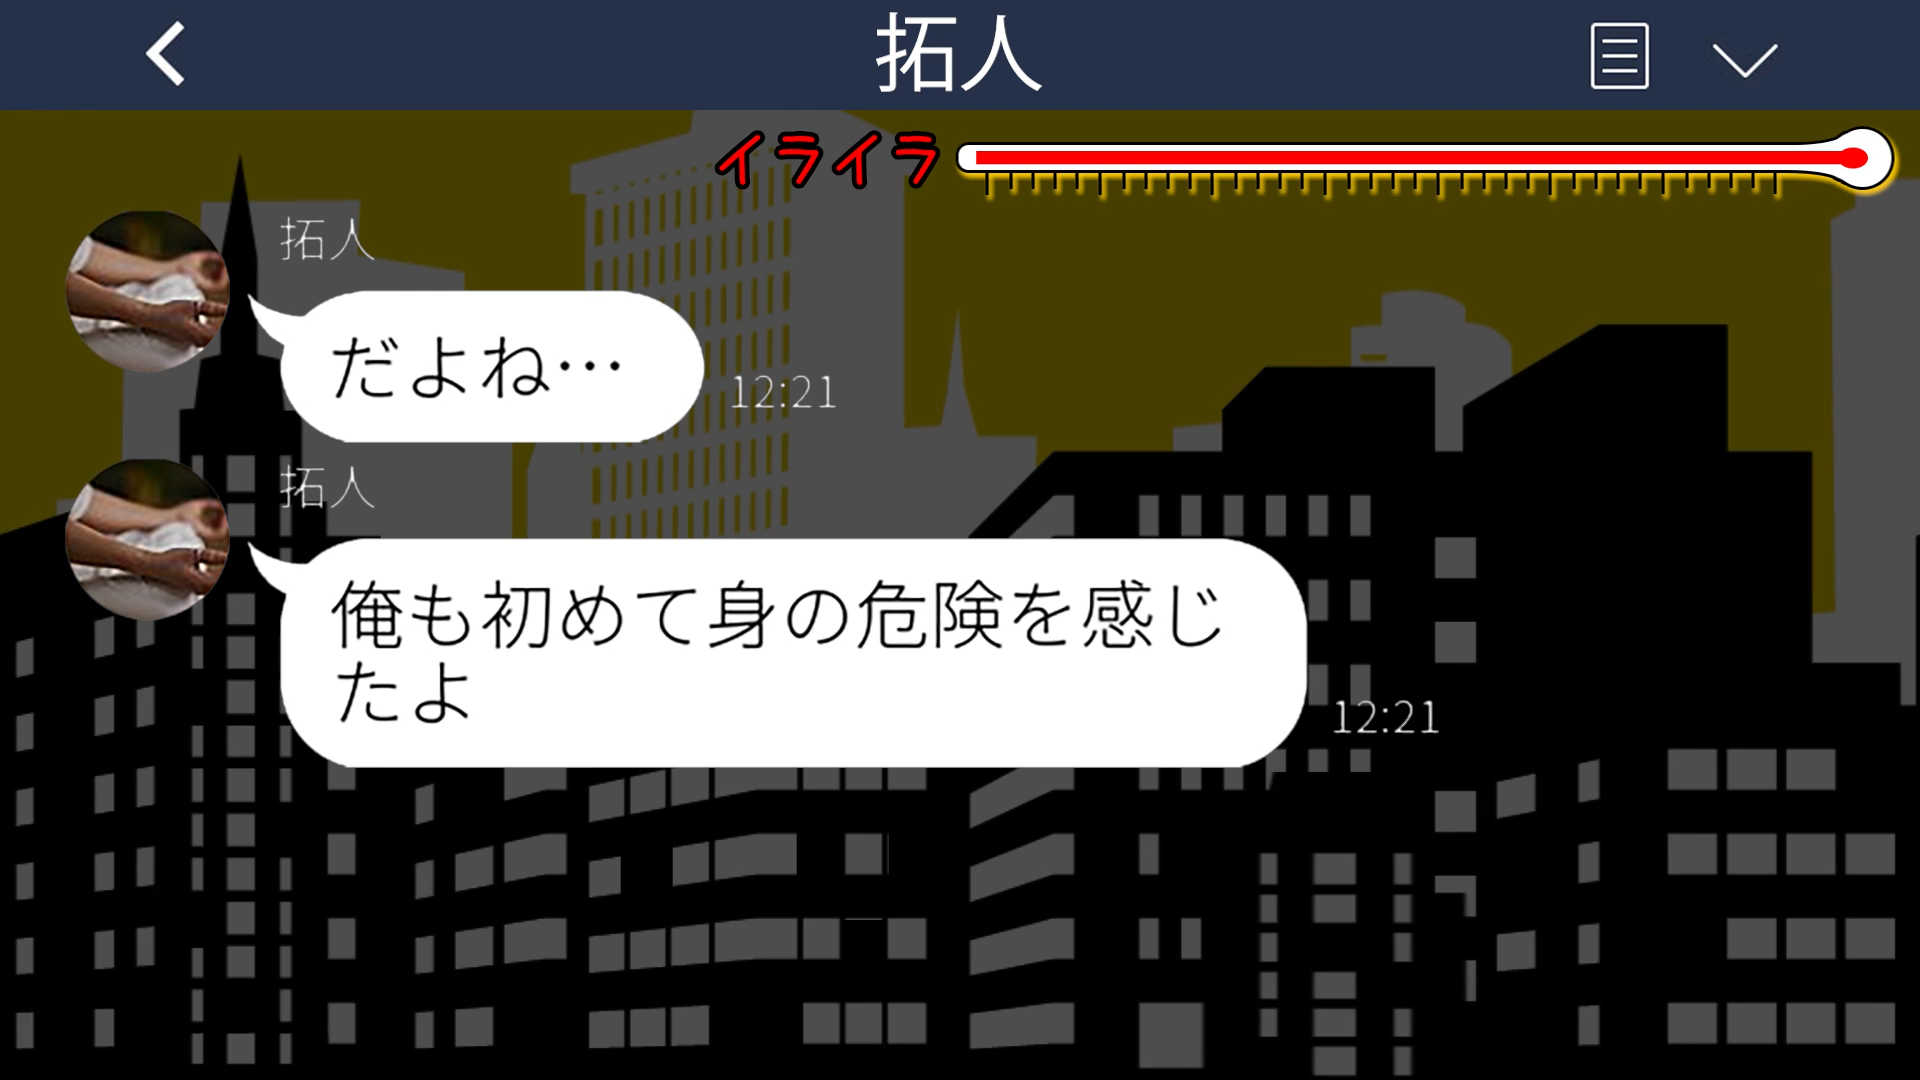 拓人
イライラ
拓人
だよね…
12:21
拓人
俺も初めて身の危険を感じ
たよ
12:21